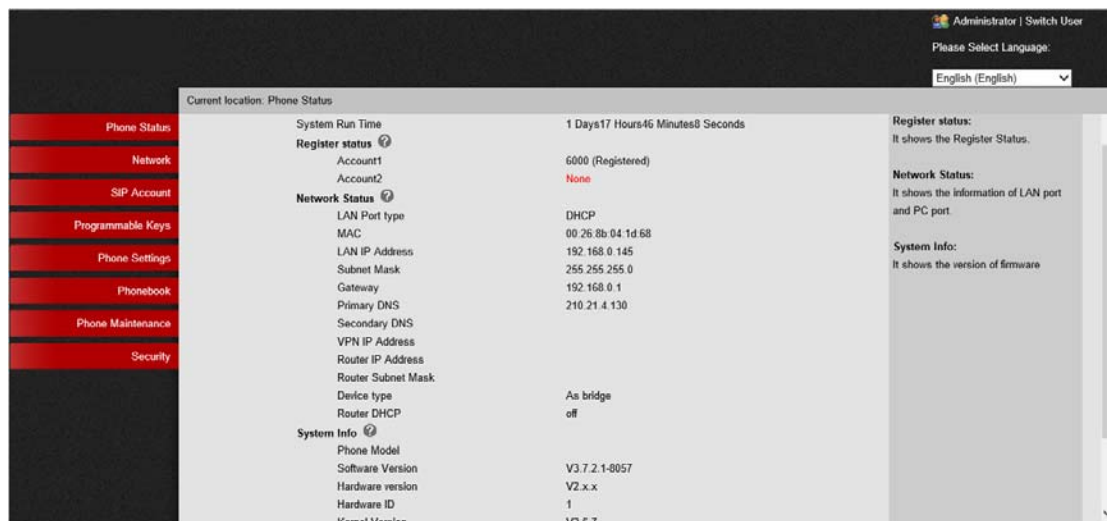 Administrator | Switch User
Please Select Language:
English (English)
Current location: Phone Status
Phone Status
Network
SIP Account
Programmable Keys
Phone Settings
Phonebook
Phone Maintenance
Security
System Run Time 1 Days17 Hours46 Minutes8 Seconds
Register status
Account1 6000 (Registered)
Account2 None
Network Status
LAN Port type DHCP
MAC 00:26:8b:04:1d:68
LAN IP Address 192.168.0.145
Subnet Mask 255.255.255.0
Gateway 192.168.0.1
Primary DNS 210.21.4.130
Secondary DNS
VPN IP Address
Router IP Address
Router Subnet Mask
Device type As bridge
Router DHCP off
System Info
Phone Model
Software Version V3.7.2.1-8057
Hardware version V2.x.x
Hardware ID 1
Kernel Version
Register status:
It shows the Register Status.
Network Status:
It shows the information of LAN port
and PC port
System Info:
It shows the version of firmware